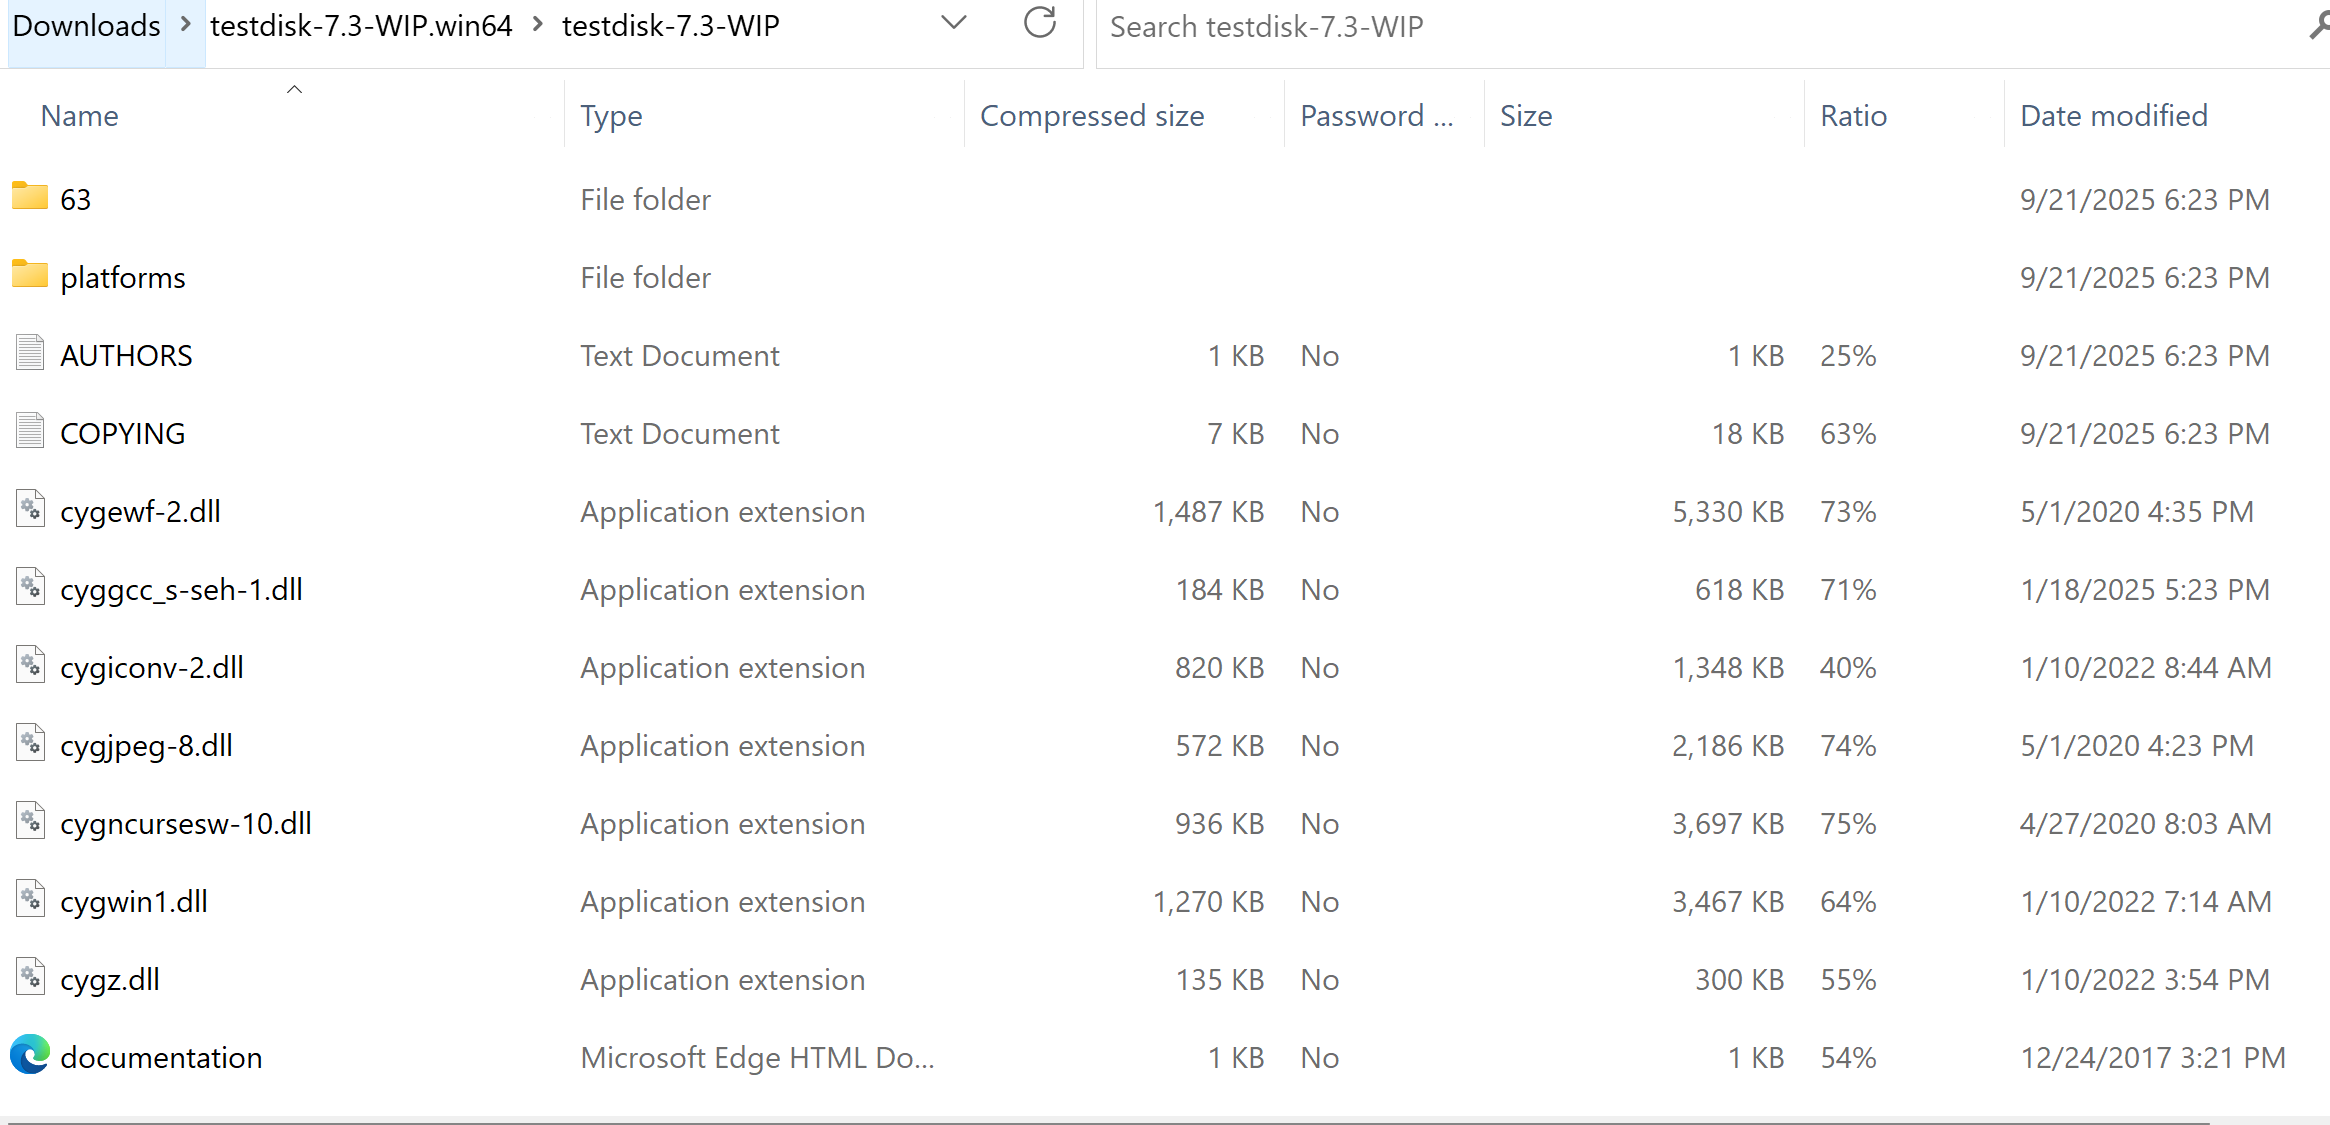 Downloads > testdisk-7.3-WIP.win64 > testdisk-7.3-WIP Search testdisk-7.3-WIP
Name Type Compressed size Password ... Size Ratio Date modified
63 File folder 9/21/2025 6:23 PM
platforms File folder 9/21/2025 6:23 PM
AUTHORS Text Document 1 KB No 1 KB 25% 9/21/2025 6:23 PM
COPYING Text Document 7 KB No 18 KB 63% 9/21/2025 6:23 PM
cygewf-2.dll Application extension 1,487 KB No 5,330 KB 73% 5/1/2020 4:35 PM
cyggcc_s-seh-1.dll Application extension 184 KB No 618 KB 71% 1/18/2025 5:23 PM
cygiconv-2.dll Application extension 820 KB No 1,348 KB 40% 1/10/2022 8:44 AM
cygjpeg-8.dll Application extension 572 KB No 2,186 KB 74% 5/1/2020 4:23 PM
cygncursesw-10.dll Application extension 936 KB No 3,697 KB 75% 4/27/2020 8:03 AM
cygwin1.dll Application extension 1,270 KB No 3,467 KB 64% 1/10/2022 7:14 AM
cygz.dll Application extension 135 KB No 300 KB 55% 1/10/2022 3:54 PM
documentation Microsoft Edge HTML Do... 1 KB No 1 KB 54% 12/24/2017 3:21 PM